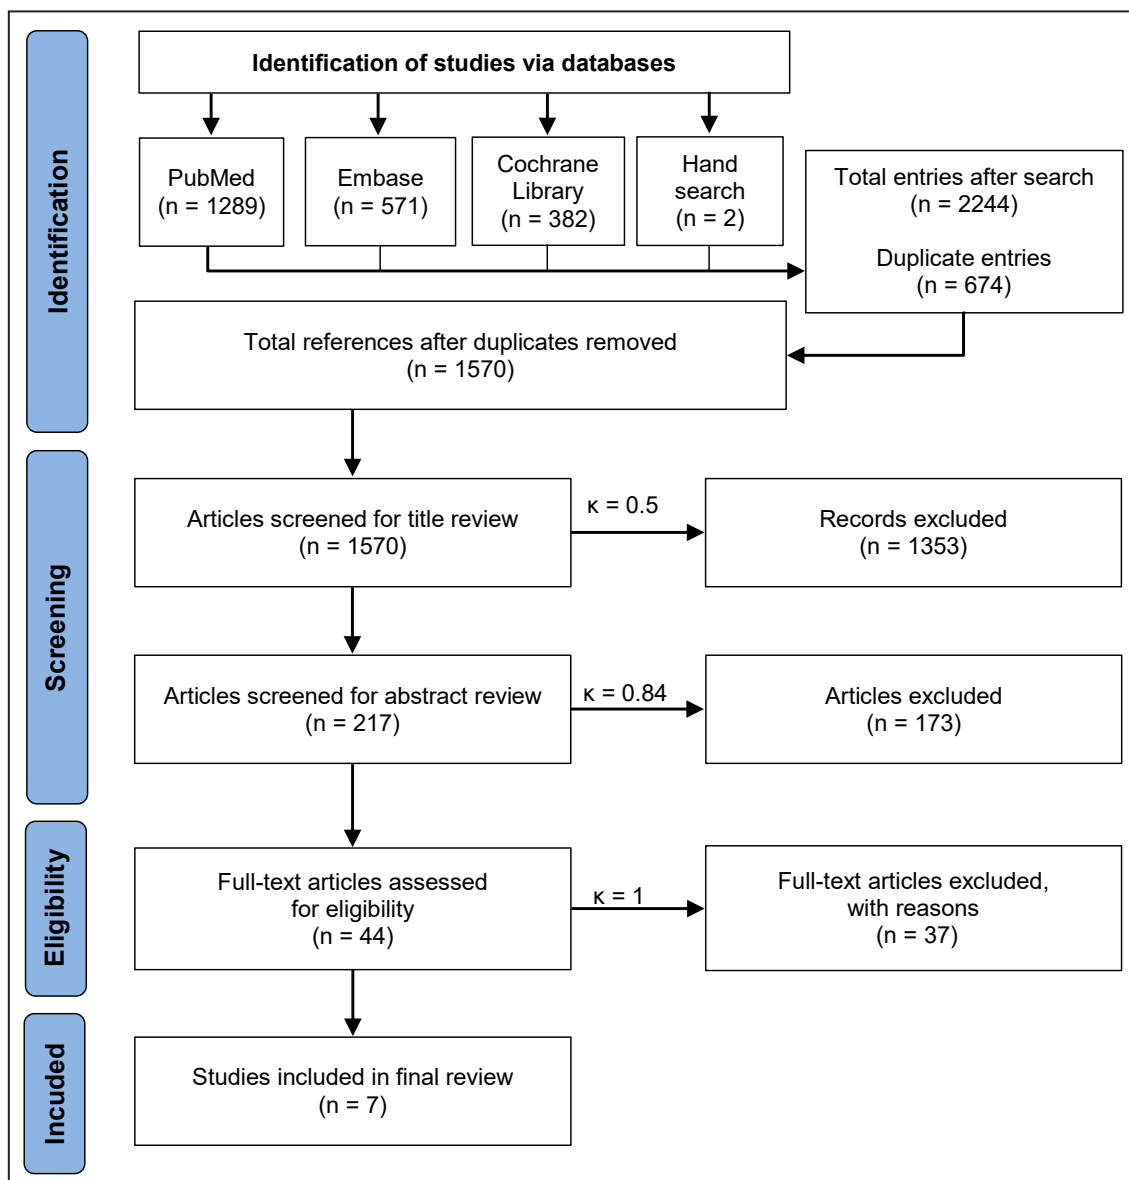 Identification
Identification of studies via databases
PubMed
(n = 1289)
Embase
(n = 571)
Cochrane
Library
(n = 382)
Hand
search
(n = 2)
Total entries after search
(n = 2244)
Duplicate entries
(n = 674)
Total references after duplicates removed
(n = 1570)
Screening
Articles screened for title review
(n = 1570)
κ = 0.5
Records excluded
(n = 1353)
Articles screened for abstract review
(n = 217)
κ = 0.84
Articles excluded
(n = 173)
Eligibility
Full-text articles assessed
for eligibility
(n = 44)
κ = 1
Full-text articles excluded,
with reasons
(n = 37)
Incuded
Studies included in final review
(n = 7)